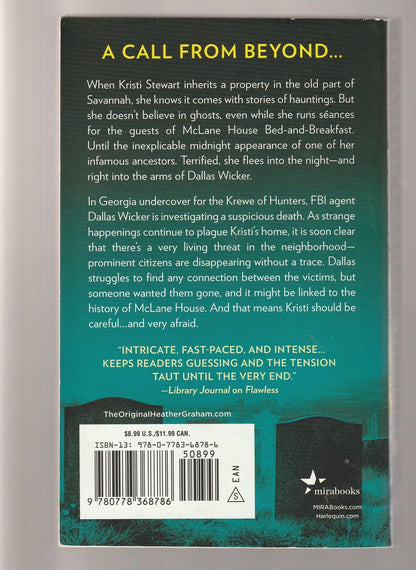 A CALL FROM BEYOND...
When Kristi Stewart inherits a property in the old part of
Savannah, she knows it comes with stories of hauntings. But
she doesn't believe in ghosts, even while she runs séances
for the guests of McLane House Bed-and-Breakfast.
Until the inexplicable midnight appearance of one of her
infamous ancestors. Terrified, she flees into the night—and
right into the arms of Dallas Wicker.
In Georgia undercover for the Krewe of Hunters, FBI agent
Dallas Wicker is investigating a suspicious death. As strange
happenings continue to plague Kristi's home, it is soon clear
that there's a very living threat in the neighborhood—
prominent citizens are disappearing without a trace. Dallas
struggles to find any connection between the victims, but
someone wanted them gone, and it might be linked to the
history of McLane House. And that means Kristi should be
careful...and very afraid.
"INTRICATE, FAST-PACED, AND INTENSE...
KEEPS READERS GUESSING AND THE TENSION
TAUT UNTIL THE VERY END."
—Library Journal on Flawless
TheOriginalHeatherGraham.com
$8.99 U.S./$11.99 CAN.
ISBN-13: 978-0-7783-6878-6
50899
9 780778 368786
S
EAN
mirabooks
MIRABooks.com
Harlequin.com